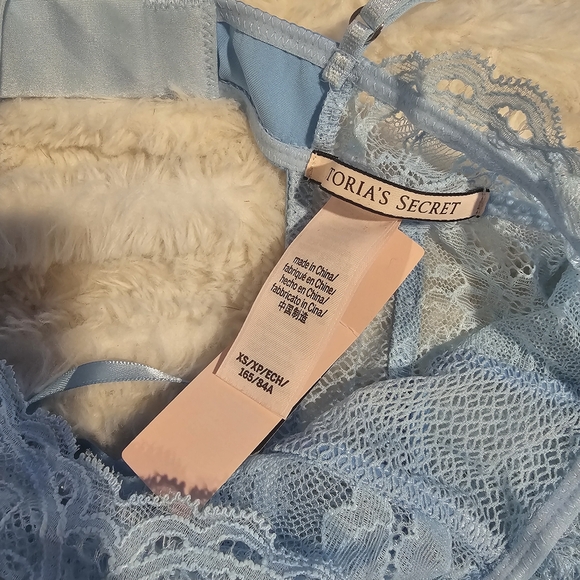 TORIA'S SECRET
made in China/
fabriqué en Chine/
hecho en China/
fabricato in Cina/
中国制造
XS/XP/ECH/
165/84A